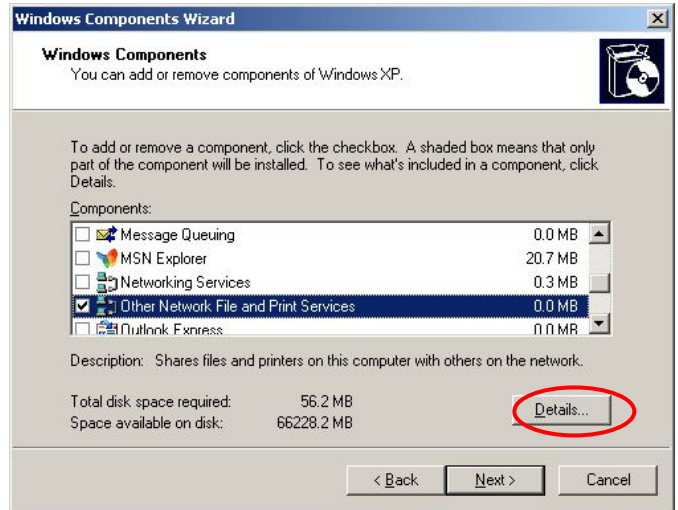 Windows Components Wizard
Windows Components
You can add or remove components of Windows XP.
To add or remove a component, click the checkbox. A shaded box means that only
part of the component will be installed. To see what's included in a component, click
Details.
Components:
Message Queuing 0.0 MB
MSN Explorer 20.7 MB
Networking Services 0.3 MB
Other Network File and Print Services 0.0 MB
Outlook Express 0.0 MB
Description: Shares files and printers on this computer with others on the network.
Total disk space required: 56.2 MB
Space available on disk: 66228.2 MB
Details...
< Back Next > Cancel